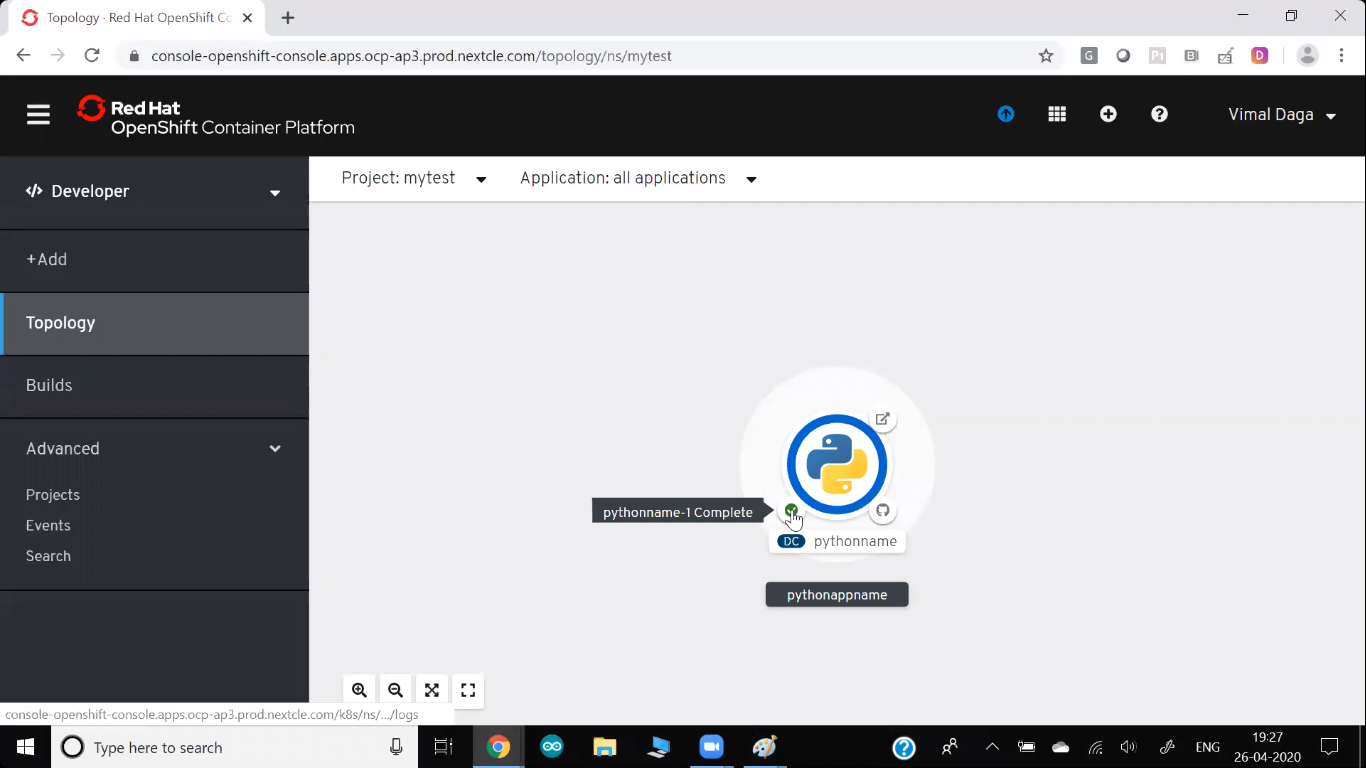 Topology · Red Hat OpenShift Co
console-openshift-console.apps.ocp-ap3.prod.nextcle.com/topology/ns/mytest
G
P1
B
D
Red Hat
OpenShift Container Platform
Vimal Daga
Developer
Project: mytest
Application: all applications
+Add
Topology
Builds
Advanced
Projects
Events
Search
pythonname-1 Complete
DC pythonname
pythonappname
console-openshift-console.apps.ocp-ap3.prod.nextcle.com/k8s/ns/.../logs
Type here to search
ENG
19:27
26-04-2020